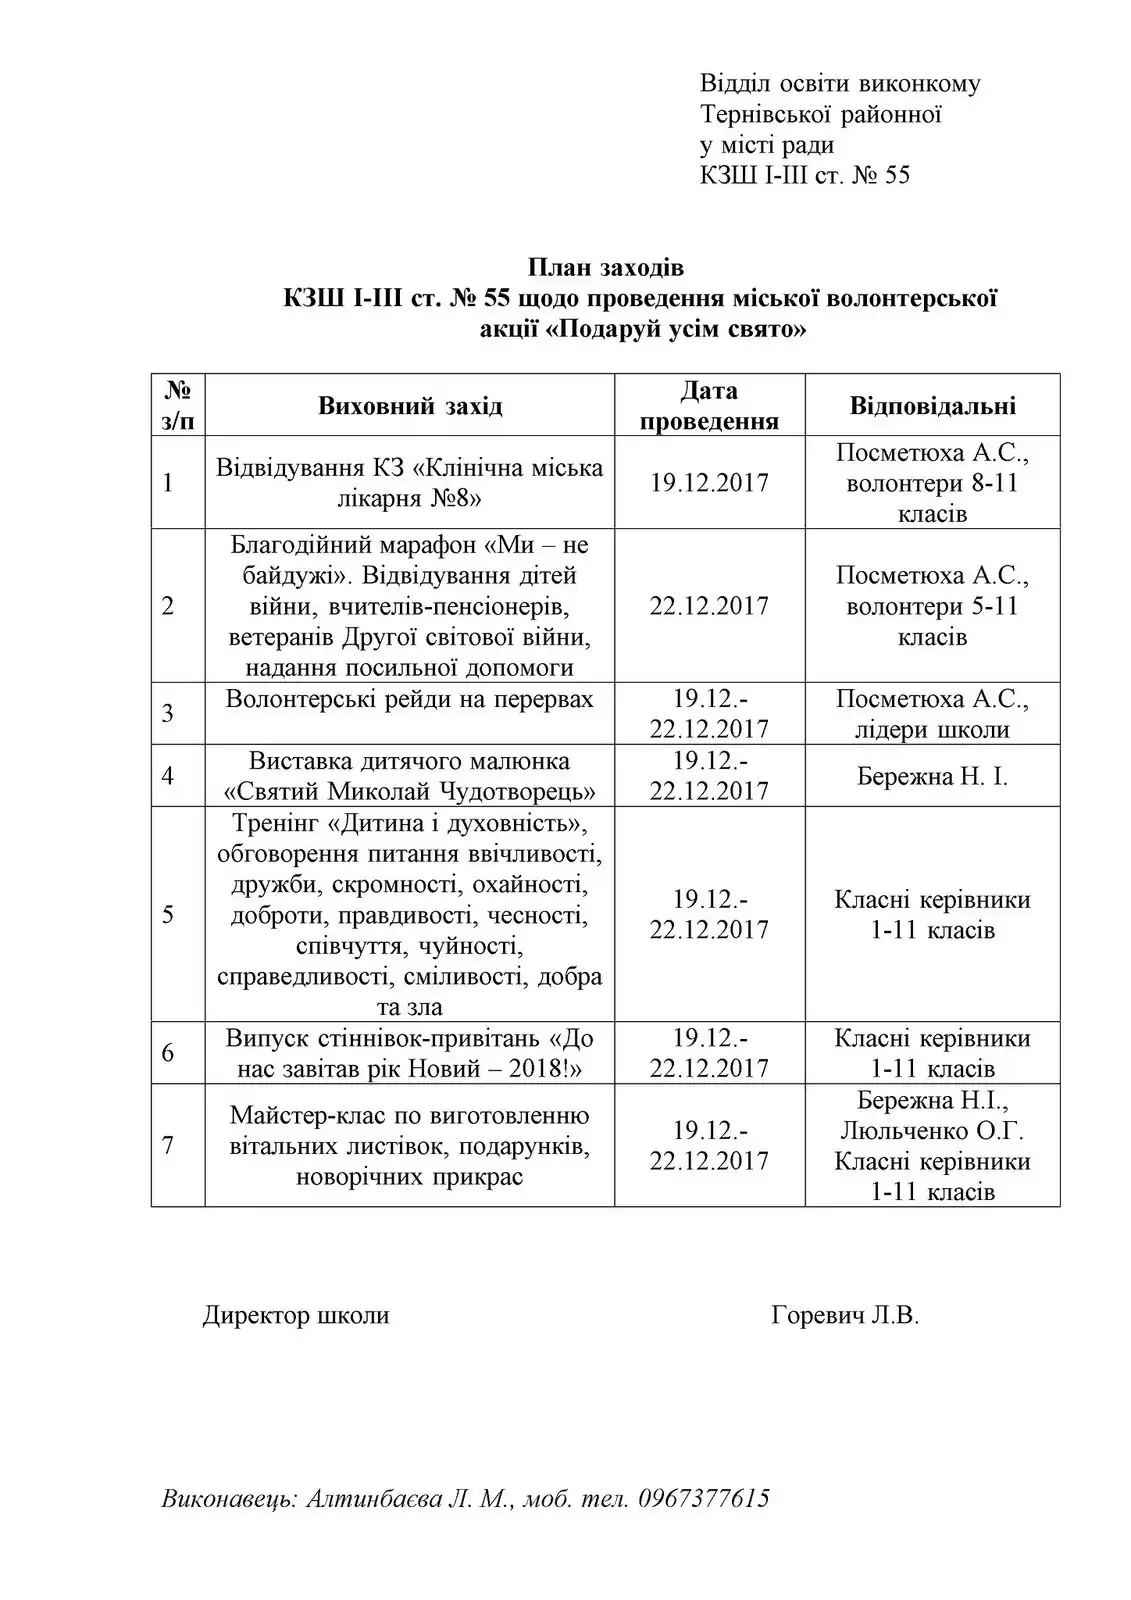 Відділ освіти виконкому
Тернівської районної
у місті ради
КЗШ І-ІІІ ст. № 55
План заходів
КЗШ І-ІІІ ст. № 55 щодо проведення міської волонтерської
акції «Подаруй усім свято»
№
з/п
Виховний захід
Дата
проведення
Відповідальні
1
Відвідування КЗ «Клінічна міська
лікарня №8»
19.12.2017
Посметюха А.С.,
волонтери 8-11
класів
2
Благодійний марафон «Ми – не
байдужі». Відвідування дітей
війни, вчителів-пенсіонерів,
ветеранів Другої світової війни,
надання посильної допомоги
22.12.2017
Посметюха А.С.,
волонтери 5-11
класів
3
Волонтерські рейди на перервах
19.12.-
22.12.2017
Посметюха А.С.,
лідери школи
4
Виставка дитячого малюнка
«Святий Миколай Чудотворець»
19.12.-
22.12.2017
Бережна Н. І.
5
Тренінг «Дитина і духовність»,
обговорення питання ввічливості,
дружби, скромності, охайності,
доброти, правдивості, чесності,
співчуття, чуйності,
справедливості, сміливості, добра
та зла
19.12.-
22.12.2017
Класні керівники
1-11 класів
6
Випуск стіннівок-привітань «До
нас завітав рік Новий – 2018!»
19.12.-
22.12.2017
Класні керівники
1-11 класів
7
Майстер-клас по виготовленню
вітальних листівок, подарунків,
новорічних прикрас
19.12.-
22.12.2017
Бережна Н.І.,
Люльченко О.Г.
Класні керівники
1-11 класів
Директор школи Горевич Л.В.
Виконавець: Алтинбаєва Л. М., моб. тел. 0967377615